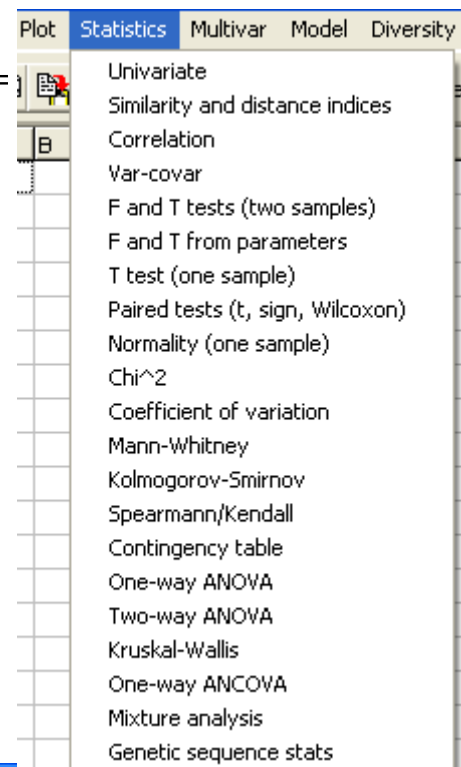 Plot Statistics Multivar Model Diversity
Univariate
Similarity and distance indices
B Correlation
Var-covar
F and T tests (two samples)
F and T from parameters
T test (one sample)
Paired tests (t, sign, Wilcoxon)
Normality (one sample)
Chi^2
Coefficient of variation
Mann-Whitney
Kolmogorov-Smirnov
Spearmann/Kendall
Contingency table
One-way ANOVA
Two-way ANOVA
Kruskal-Wallis
One-way ANCOVA
Mixture analysis
Genetic sequence stats